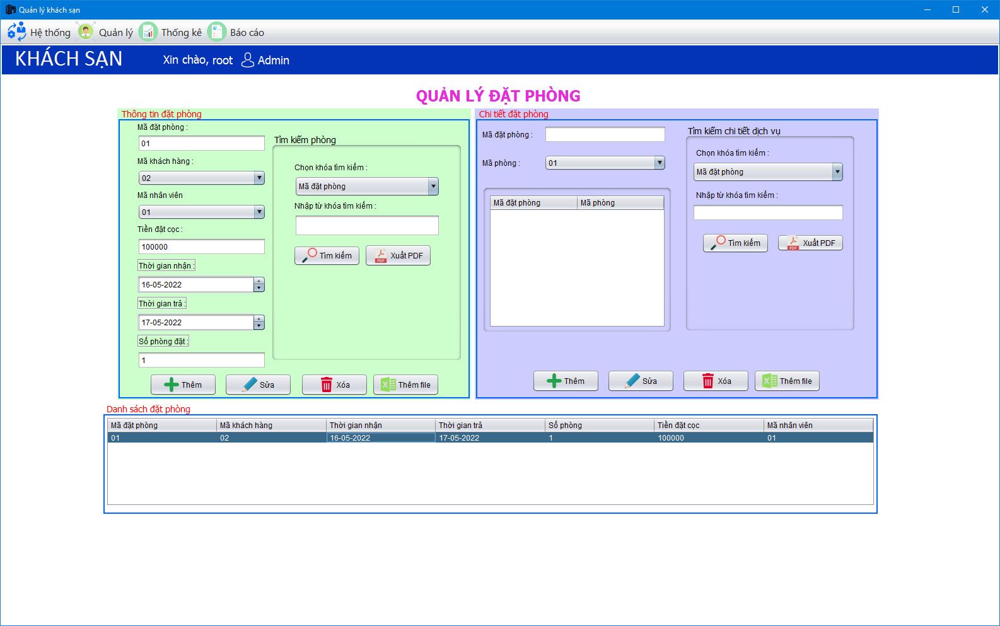 Quản lý khách sạn
Hệ thống Quản lý Thống kê Báo cáo
KHÁCH SẠN Xin chào, root Admin
QUẢN LÝ ĐẶT PHÒNG
Thông tin đặt phòng
Mã đặt phòng :
01
Mã khách hàng :
02
Mã nhân viên
01
Tiền đặt cọc :
100000
Thời gian nhận :
16-05-2022
Thời gian trả :
17-05-2022
Số phòng đặt :
1
Tìm kiếm phòng
Chọn khóa tìm kiếm :
Mã đặt phòng
Nhập từ khóa tìm kiếm :
Tìm kiếm PDF Xuất PDF
Thêm Sửa Xóa Thêm file
Chi tiết đặt phòng
Mã đặt phòng :
Mã phòng : 01
Mã đặt phòng Mã phòng
Tìm kiếm chi tiết dịch vụ
Chọn khóa tìm kiếm :
Mã đặt phòng
Nhập từ khóa tìm kiếm :
Tìm kiếm PDF Xuất PDF
Thêm Sửa Xóa Thêm file
Danh sách đặt phòng
Mã đặt phòng Mã khách hàng Thời gian nhận Thời gian trả Số phòng Tiền đặt cọc Mã nhân viên
01 02 16-05-2022 17-05-2022 1 100000 01